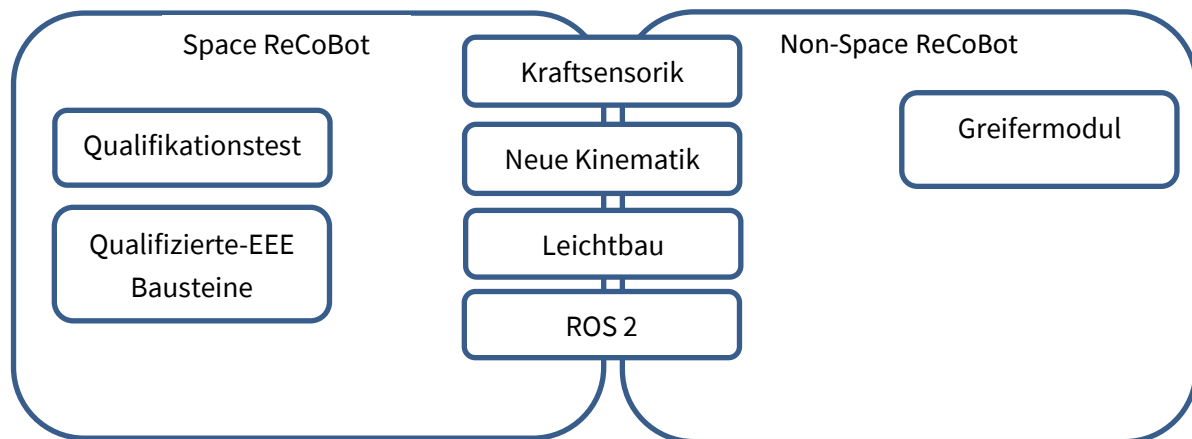 Space ReCoBot
Non-Space ReCoBot
Kraftsensorik
Qualifikationstest
Neue Kinematik
Greifermodul
Qualifizierte-EEE
Bausteine
Leichtbau
ROS 2